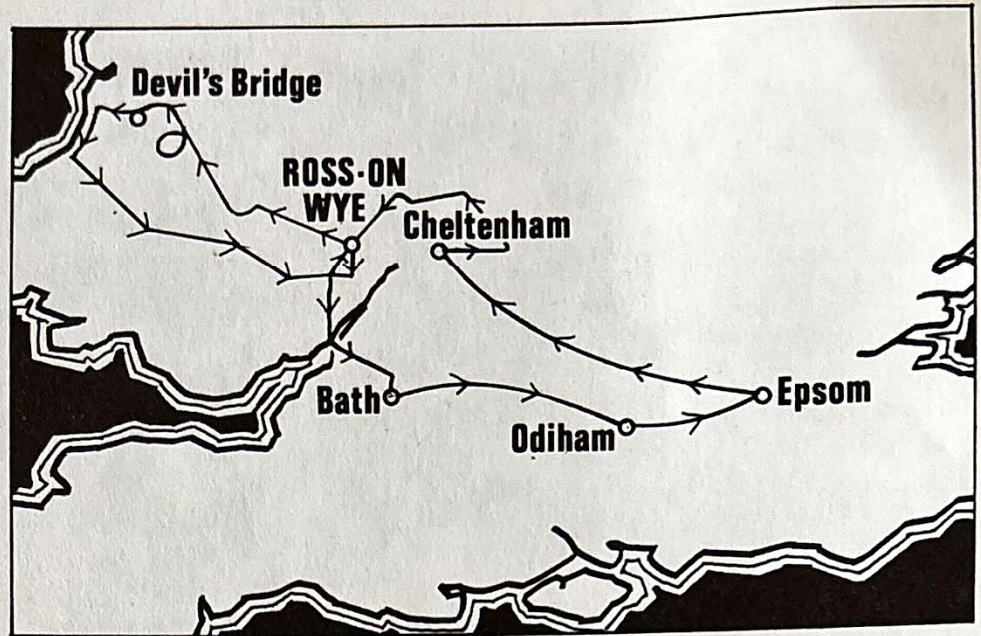 Devil's Bridge
ROSS-ON
WYE
Cheltenham
Bath
Odiham
Epsom